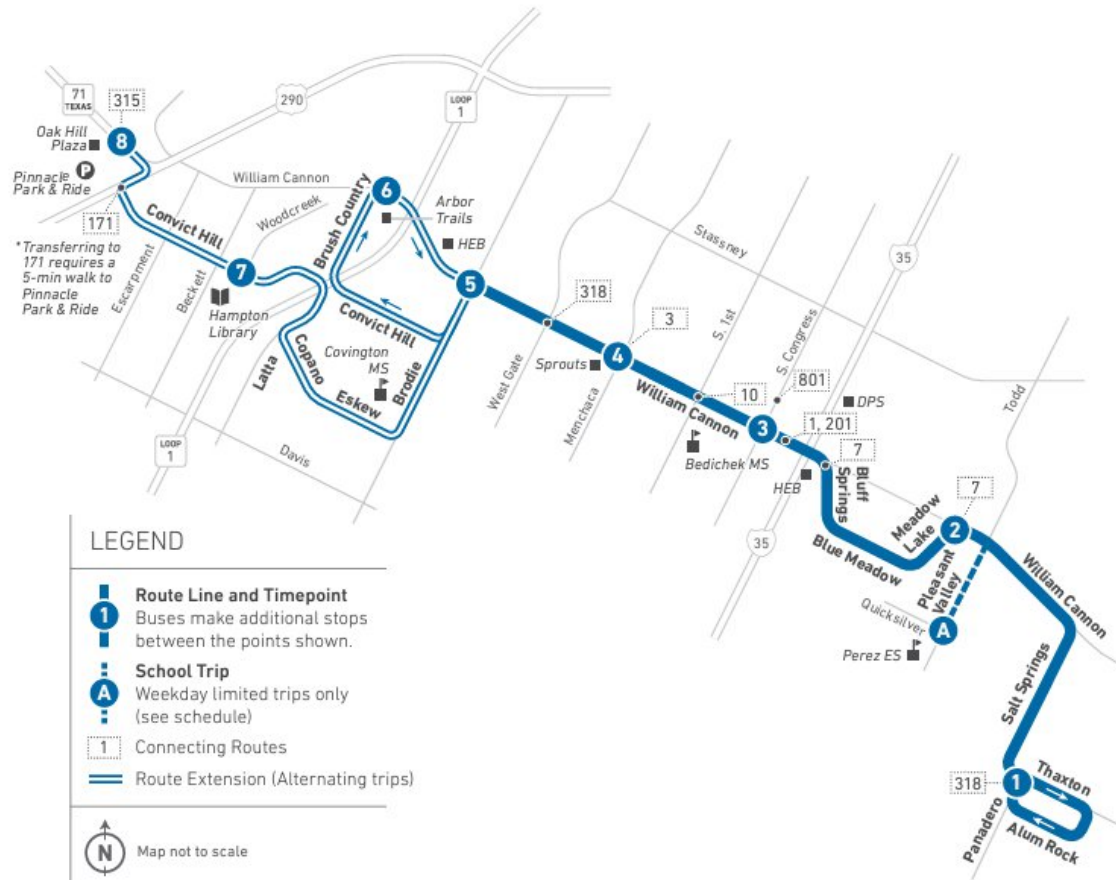 71
TEXAS
315
290
LOOP
1
8
Oak Hill
Plaza
P
Pinnacle
Park & Ride
171
*Transferring to
171 requires a
5-min walk to
Pinnacle
Park & Ride
William Cannon
Woodcreek
Convict Hill
Escarpment
Beckett
7
Hampton
Library
Brush Country
6
Arbor
Trails
HEB
5
Convict Hill
Covington
MS
Latta
Copano
Eskew
Brodie
LOOP
1
Davis
West Gate
318
3
Sprouts
4
Menchaca
William Cannon
Stassney
35
S. 1st
S. Congress
10
801
3
DPS
1, 201
Bedichek MS
HEB
7
Bluff
Springs
35
Todd
7
Meadow
Lake
2
Blue Meadow
Pleasant
Valley
William Cannon
Quicksilver
A
Perez ES
Salt Springs
318
1
Thaxton
Panadero
Alum Rock
LEGEND
1
Route Line and Timepoint
Buses make additional stops
between the points shown.
A
School Trip
Weekday limited trips only
(see schedule)
1
Connecting Routes
Route Extension (Alternating trips)
N
Map not to scale